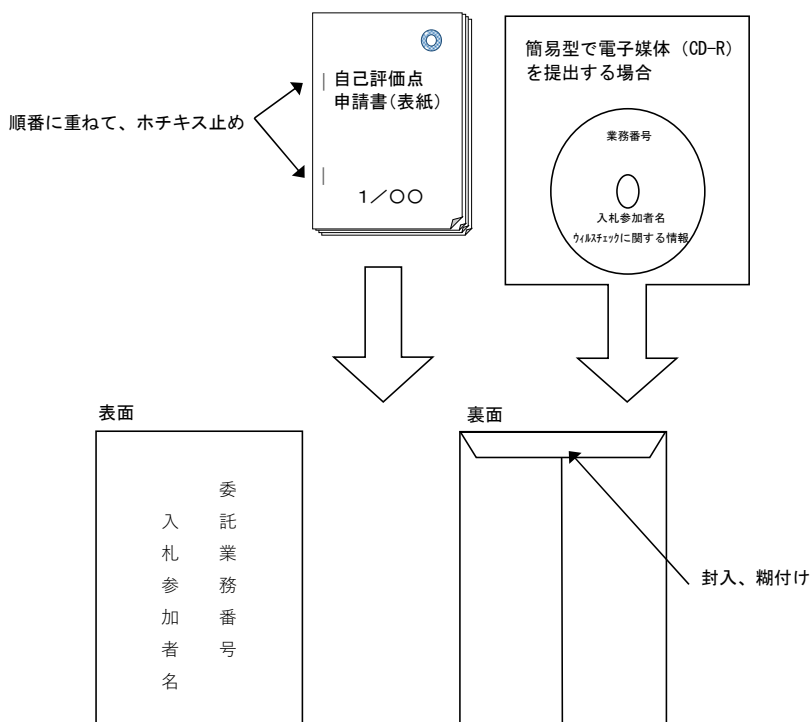 自己評価点
申請書（表紙）
1／〇〇
順番に重ねて、ホチキス止め
簡易型で電子媒体（CD-R）
を提出する場合
業務番号
入札参加者名
ウィルスチェックに関する情報
表面
委託業務番号
入札参加者名
裏面
封入、糊付け